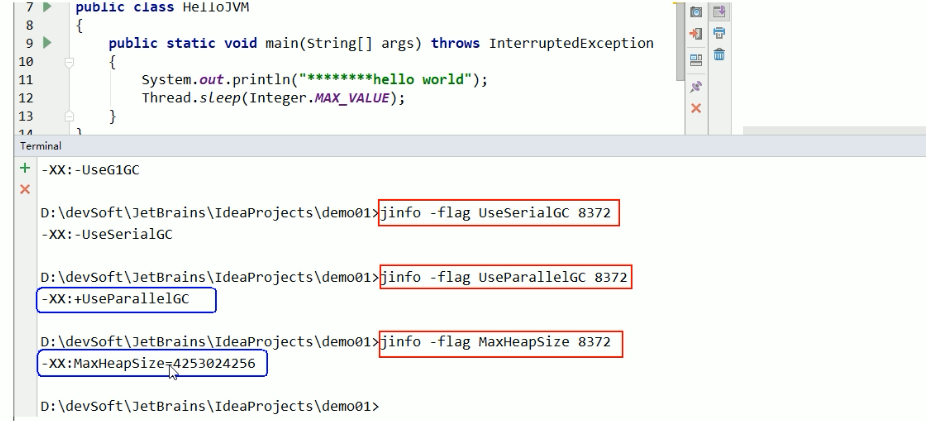 7 public class HelloJVM
8 {
9 public static void main(String[] args) throws InterruptedException
10 {
11 System.out.println("********hello world");
12 Thread.sleep(Integer.MAX_VALUE);
13 }
14 }
Terminal
-XX:-UseG1GC
D:\devSoft\JetBrains\IdeaProjects\demo01>jinfo -flag UseSerialGC 8372
-XX:-UseSerialGC
D:\devSoft\JetBrains\IdeaProjects\demo01>jinfo -flag UseParallelGC 8372
-XX:+UseParallelGC
D:\devSoft\JetBrains\IdeaProjects\demo01>jinfo -flag MaxHeapSize 8372
-XX:MaxHeapSize=4253024256
D:\devSoft\JetBrains\IdeaProjects\demo01>